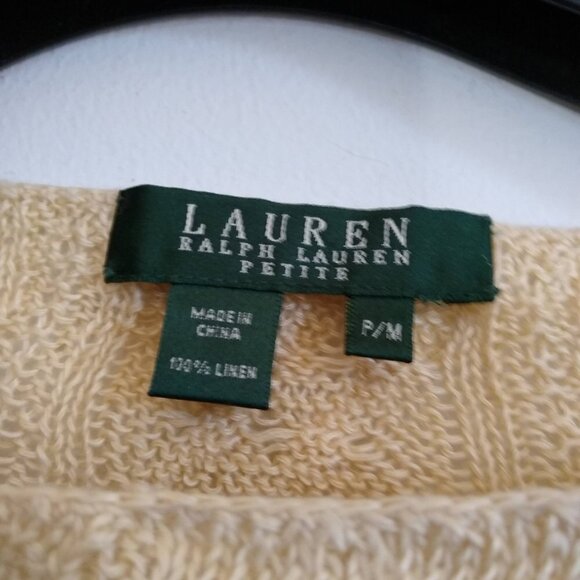 LAUREN
RALPH LAUREN
PETITE
MADE IN
CHINA
100% LINEN
P/M